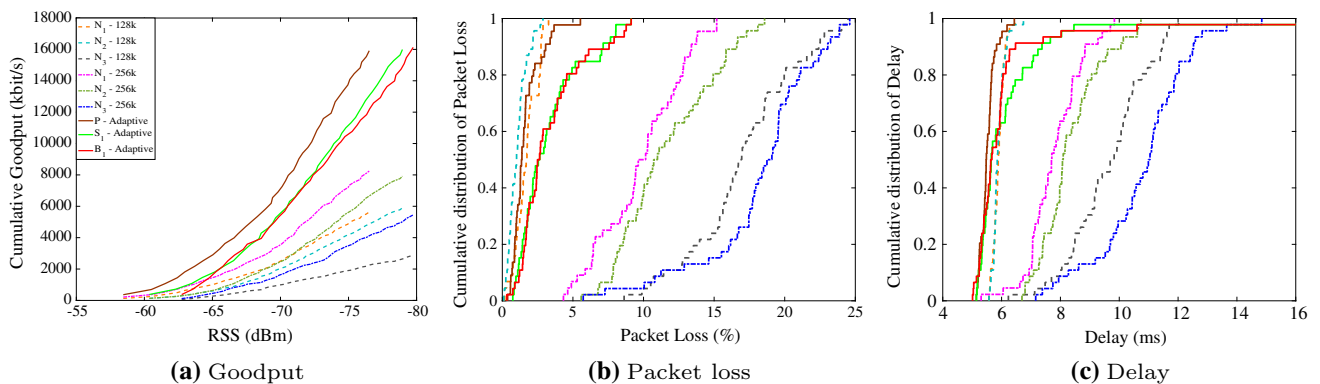 18000
16000
14000
12000
10000
8000
6000
4000
2000
0
Cumulative Goodput (kbit/s)
N1 - 128k
N2 - 128k
N3 - 128k
N1 - 256k
N2 - 256k
N3 - 256k
P - Adaptive
S1 - Adaptive
B1 - Adaptive
-55 -60 -65 -70 -75 -80
RSS (dBm)
(a) Goodput
1
0.8
0.6
0.4
0.2
0
Cumulative distribution of Packet Loss
0 5 10 15 20 25
Packet Loss (%)
(b) Packet loss
1
0.8
0.6
0.4
0.2
0
Cumulative distribution of Delay
4 6 8 10 12 14 16
Delay (ms)
(c) Delay